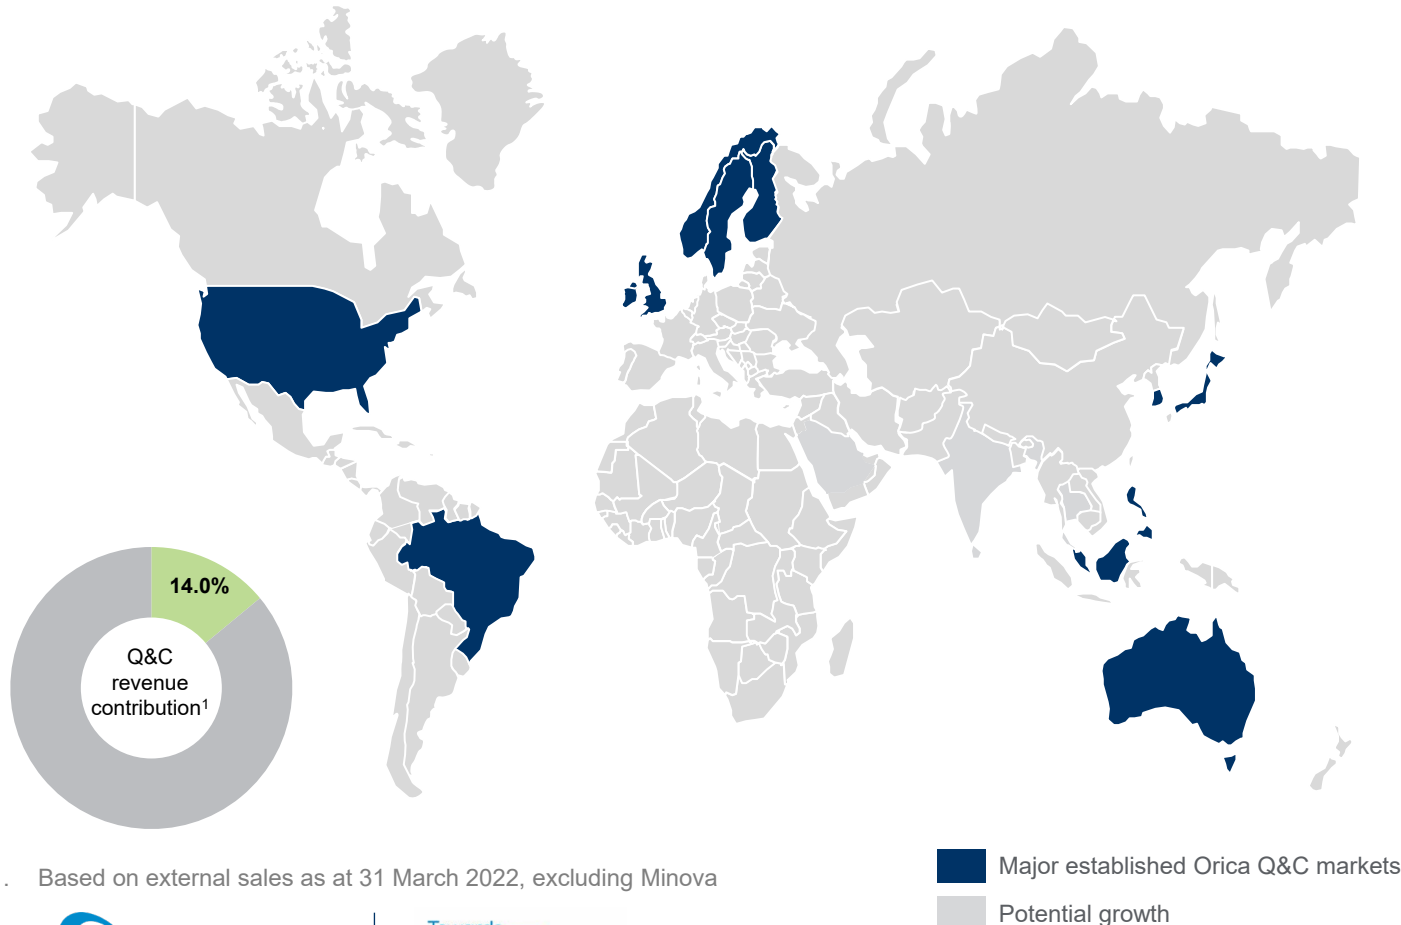 14.0%
Q&C
revenue
contribution1
. Based on external sales as at 31 March 2022, excluding Minova
Major established Orica Q&C markets
Potential growth
Towards